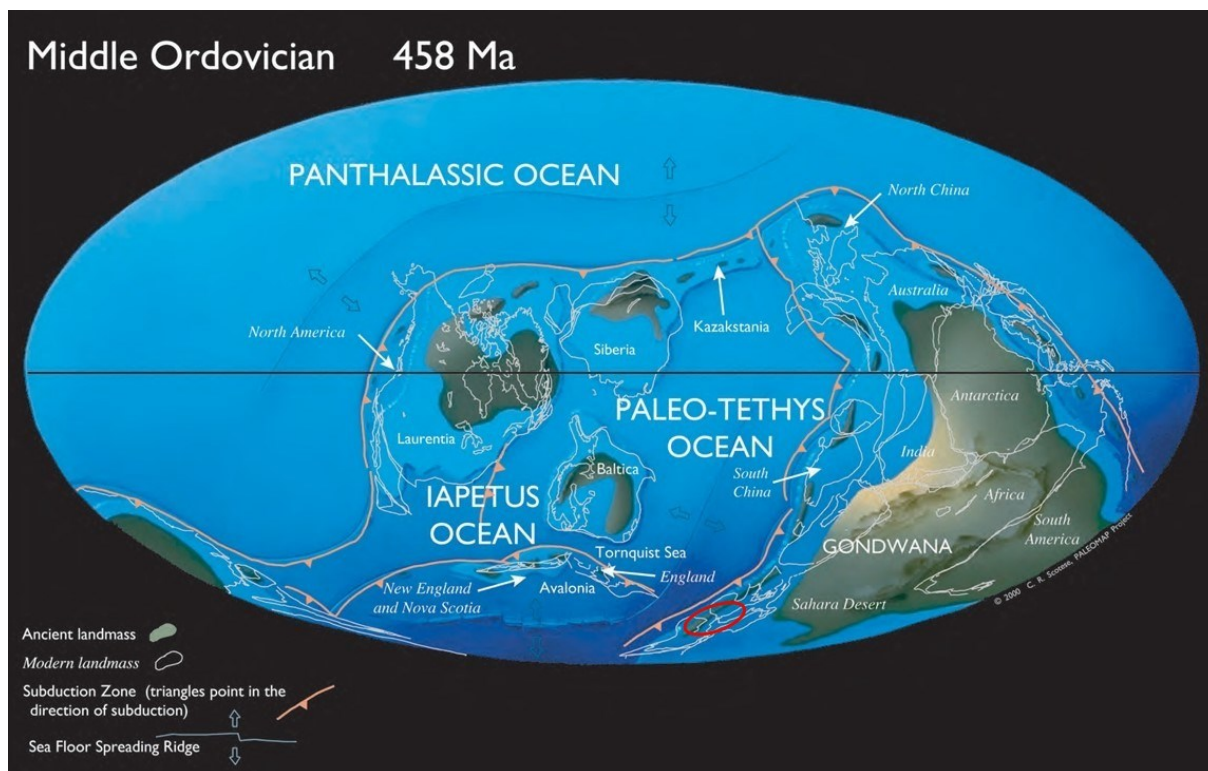 Middle Ordovician 458 Ma
PANTHALASSIC OCEAN
North China
Australia
North America
Kazakstania
Siberia
Antarctica
PALEO-TETHYS
OCEAN
Laurentia
Baltica
India
South
China
IAPETUS
OCEAN
Africa
South
America
GONDWANA
Tornquist Sea
England
New England
and Nova Scotia
Avalonia
Sahara Desert
© 2000 C. R. Scotese, PALEOMAP Project
Ancient landmass
Modern landmass
Subduction Zone (triangles point in the
direction of subduction)
Sea Floor Spreading Ridge